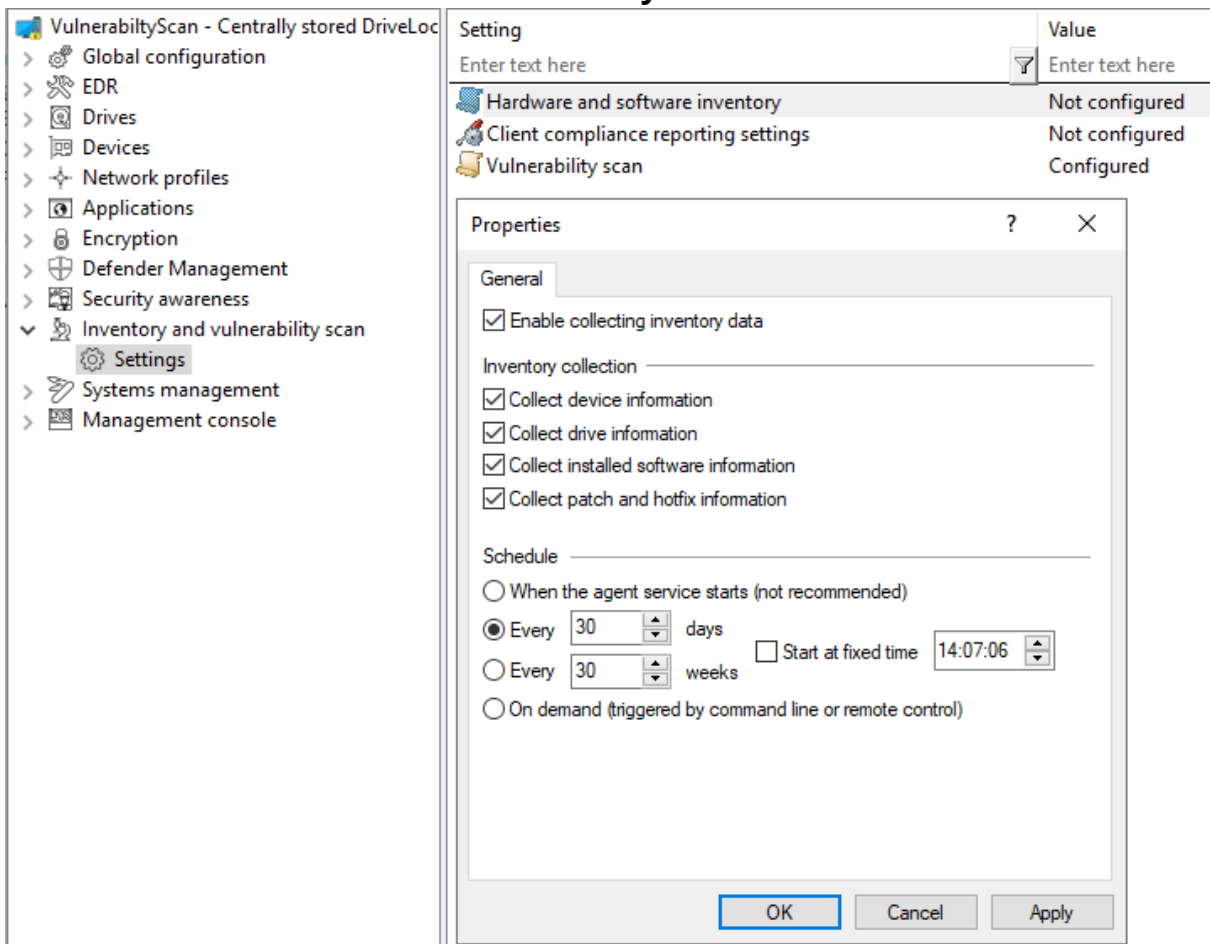 VulnerabiltyScan - Centrally stored DriveLoc
Global configuration
EDR
Drives
Devices
Network profiles
Applications
Encryption
Defender Management
Security awareness
Inventory and vulnerability scan
Settings
Systems management
Management console
Setting Value
Enter text here Enter text here
Hardware and software inventory Not configured
Client compliance reporting settings Not configured
Vulnerability scan Configured
Properties ? X
General
Enable collecting inventory data
Inventory collection
Collect device information
Collect drive information
Collect installed software information
Collect patch and hotfix information
Schedule
When the agent service starts (not recommended)
Every 30 days
Start at fixed time 14:07:06
Every 30 weeks
On demand (triggered by command line or remote control)
OK Cancel Apply